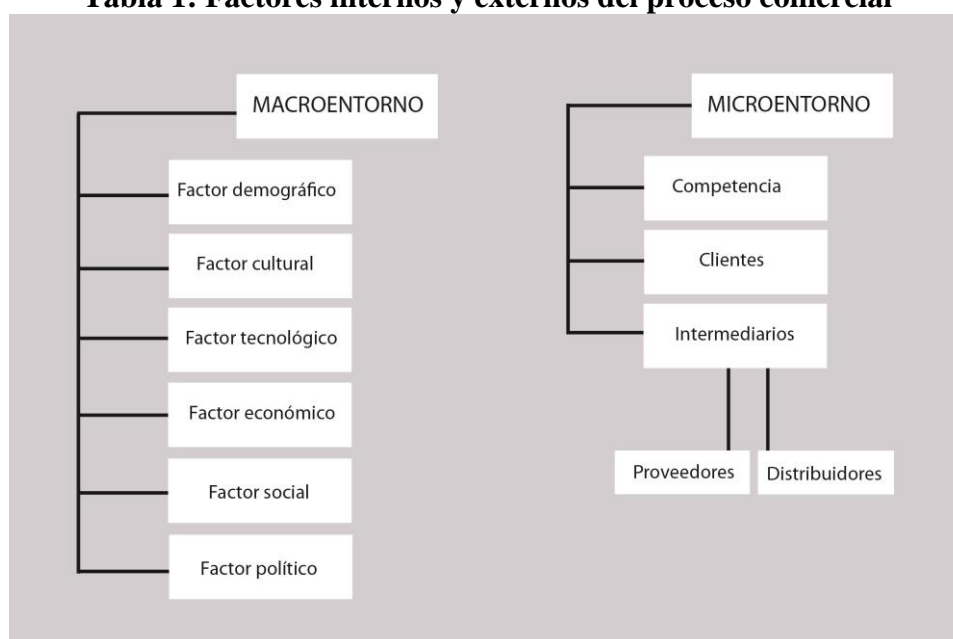 Tabla 1: Factores internos y externos del proceso comercial
MACROENTORNO
Factor demográfico
Factor cultural
Factor tecnológico
Factor económico
Factor social
Factor político
MICROENTORNO
Competencia
Clientes
Intermediarios
Proveedores
Distribuidores